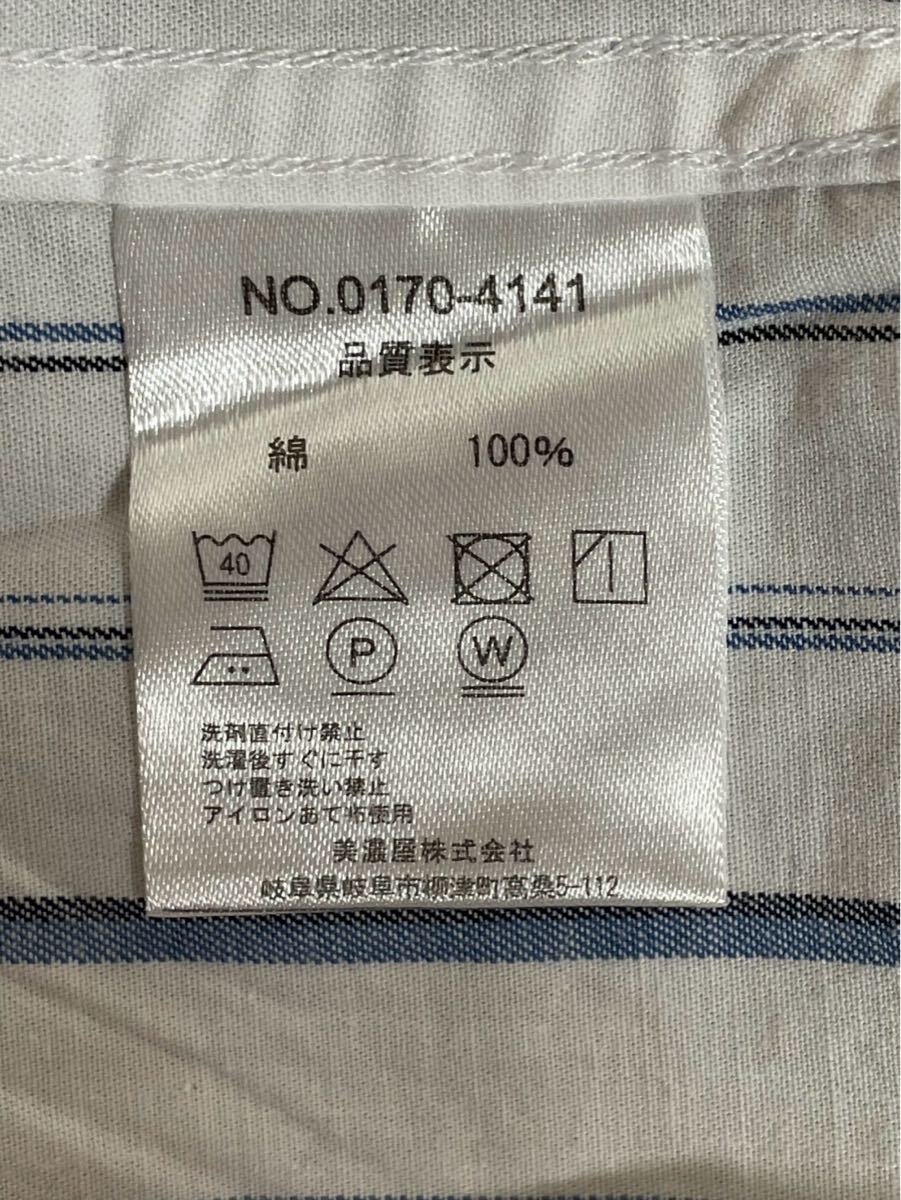 NO.0170-4141
品質表示
綿 100%
40
P W
洗剤直付け禁止
洗濯後すぐに干す
つけ置き洗い禁止
アイロンあて布使用
美濃屋株式会社
岐阜県岐阜市柳津町高桑5-112